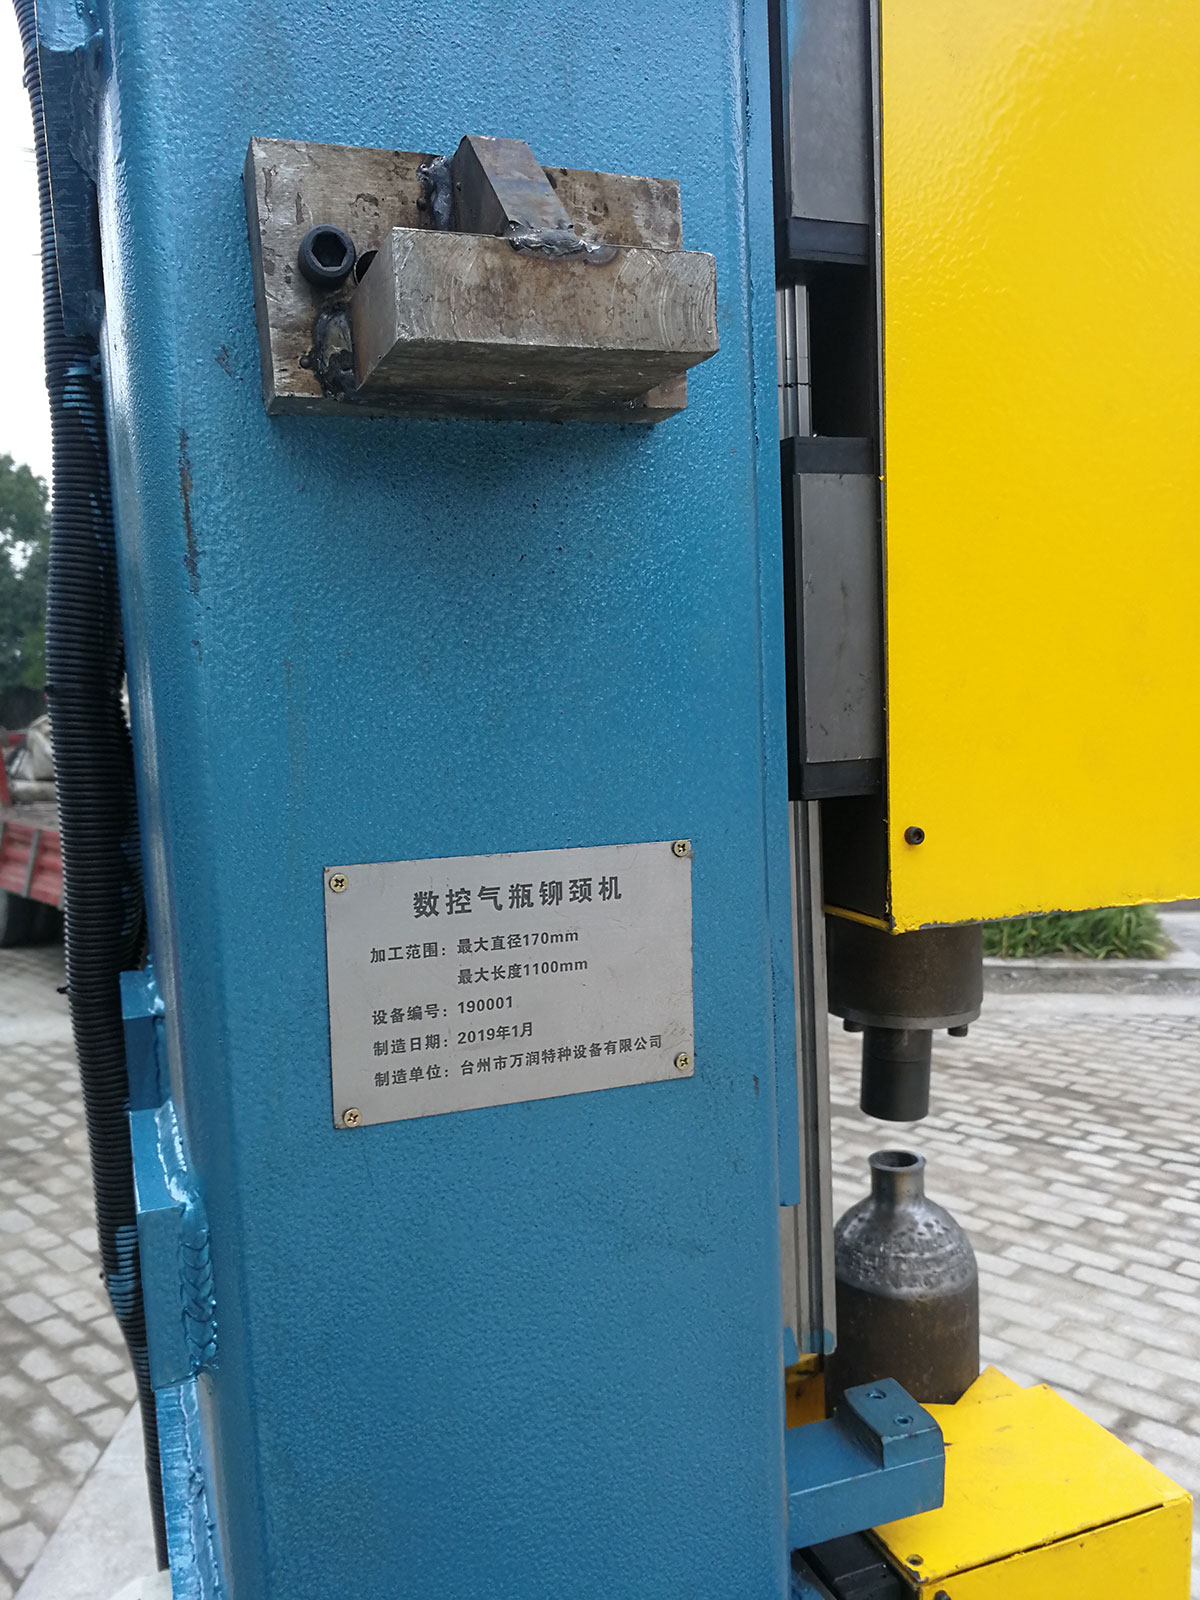 数控气瓶铆颈机
加工范围：最大直径170mm
最大长度1100mm
设备编号：190001
制造日期：2019年1月
制造单位：台州市万润特种设备有限公司